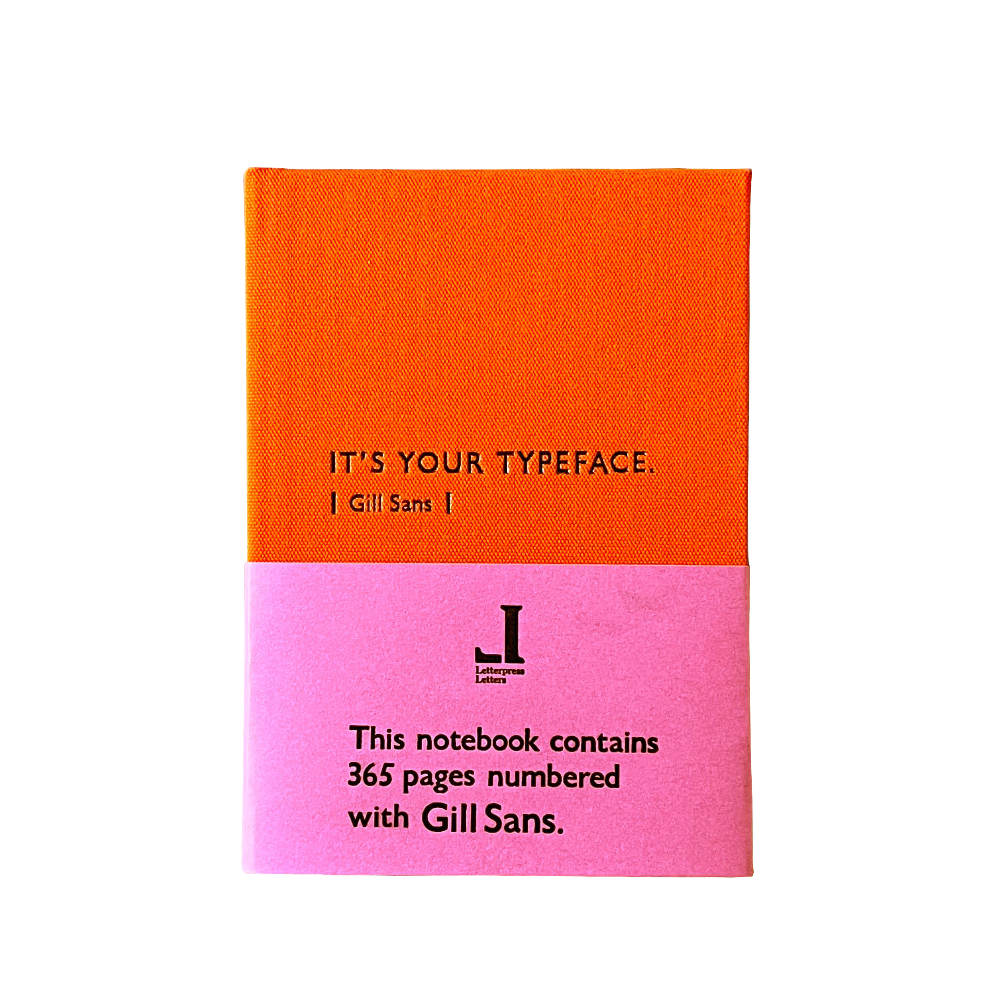 IT'S YOUR TYPEFACE.
| Gill Sans |
Letterpress
Letters
This notebook contains
365 pages numbered
with Gill Sans.